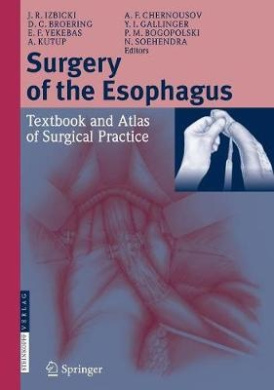 J. R. IZBICKI
D. C. BROERING
E. F. YEKEBAS
A. KUTUP
A. F. CHERNOUSOV
Y. I. GALLINGER
P. M. BOGOPOLSKI
N. SOEHENDRA
Editors
Surgery
of the Esophagus
Textbook and Atlas
of Surgical Practice
STEINKOPFF
VERLAG
Springer